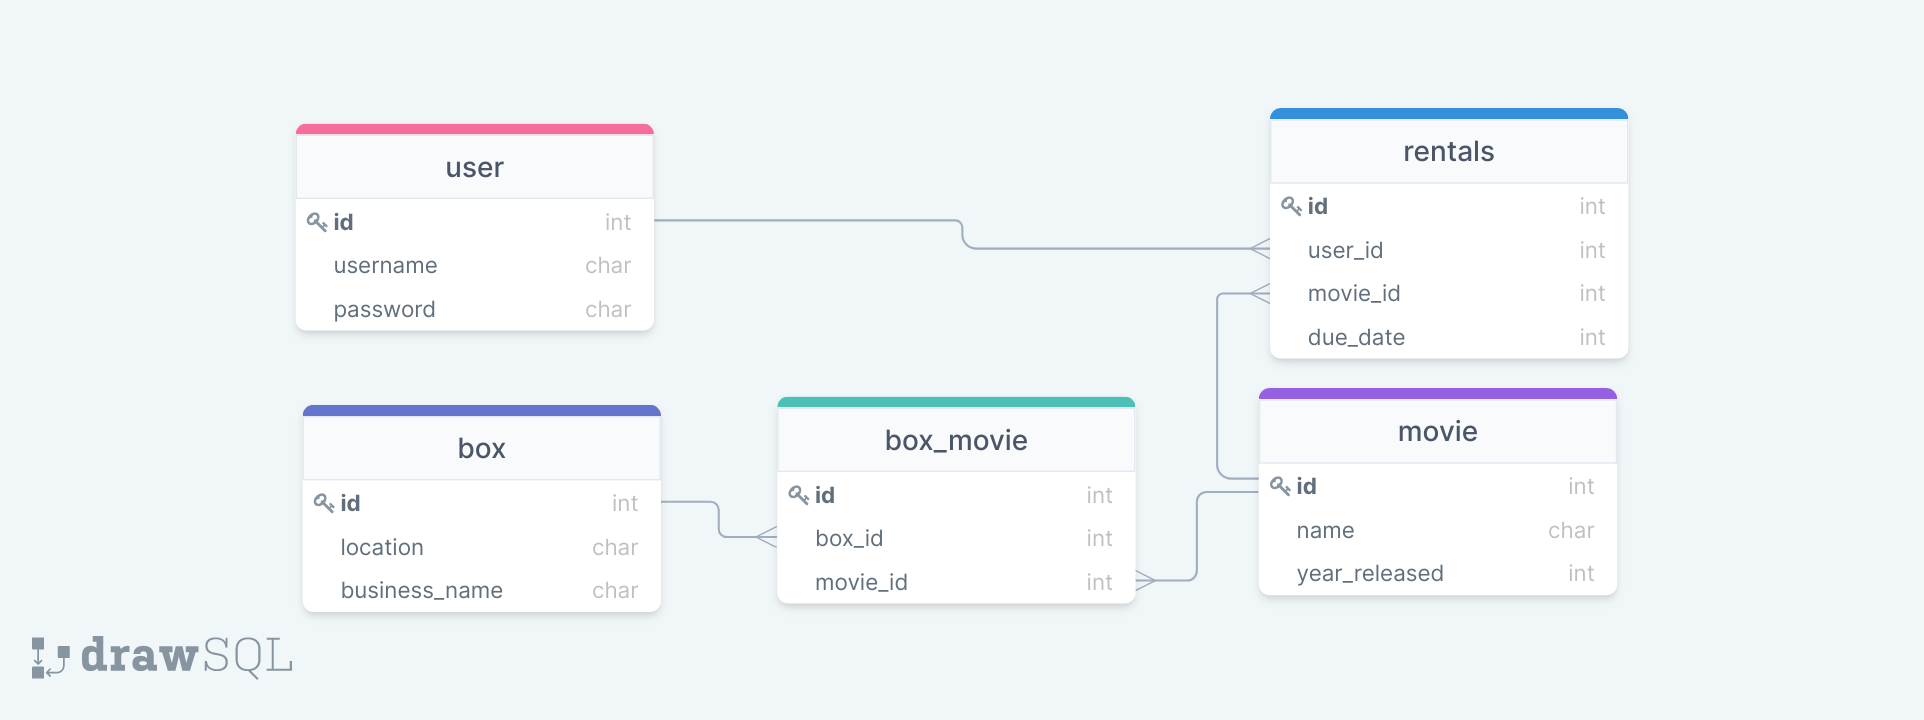 user
id int
username char
password char
rentals
id int
user_id int
movie_id int
due_date int
box
id int
location char
business_name char
box_movie
id int
box_id int
movie_id int
movie
id int
name char
year_released int
drawSQL